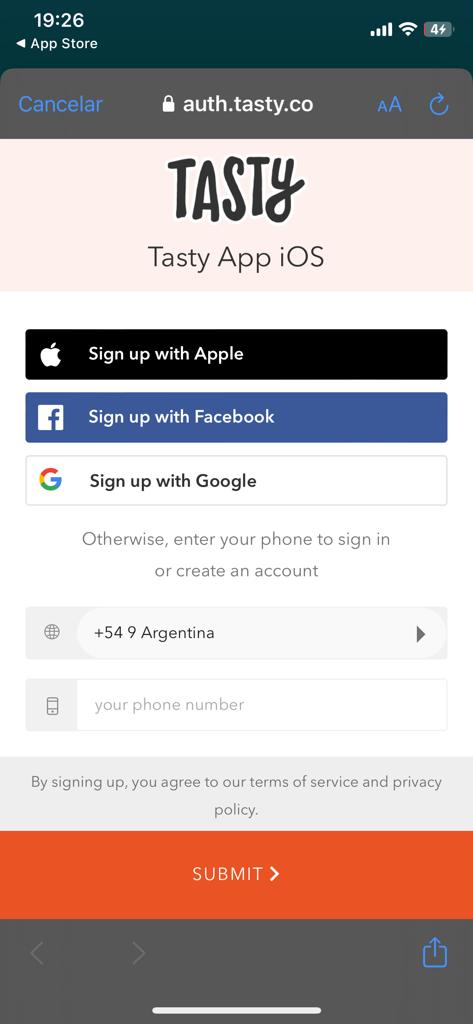 19:26
◀ App Store
4
Cancelar
auth.tasty.co
AA
TASTY
Tasty App iOS
Sign up with Apple
Sign up with Facebook
Sign up with Google
Otherwise, enter your phone to sign in
or create an account
+54 9 Argentina
your phone number
By signing up, you agree to our terms of service and privacy
policy.
SUBMIT